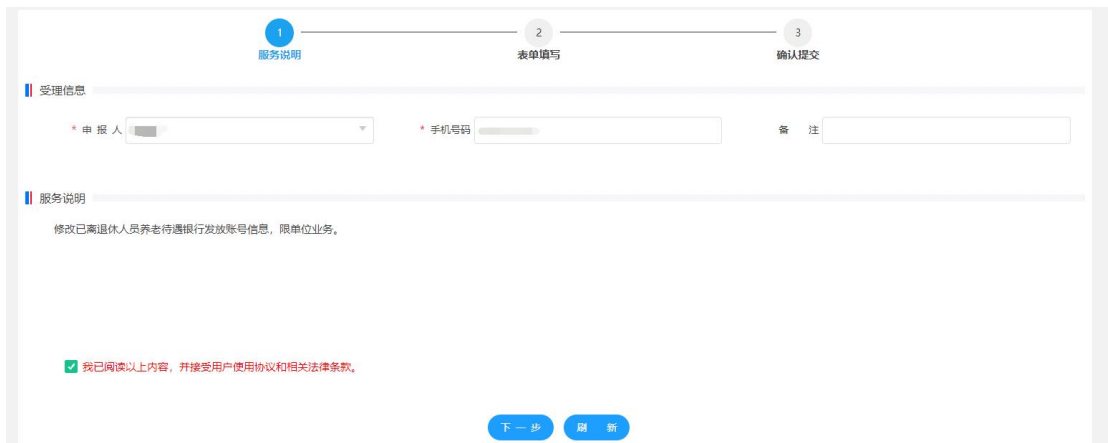 1
2
3
服务说明
表单填写
确认提交
受理信息
* 申 报 人
* 手机号码
备 注
服务说明
修改已离退休人员养老待遇银行发放账号信息，限单位业务。
我已阅读以上内容，并接受用户使用协议和相关法律条款。
下 一 步
刷 新